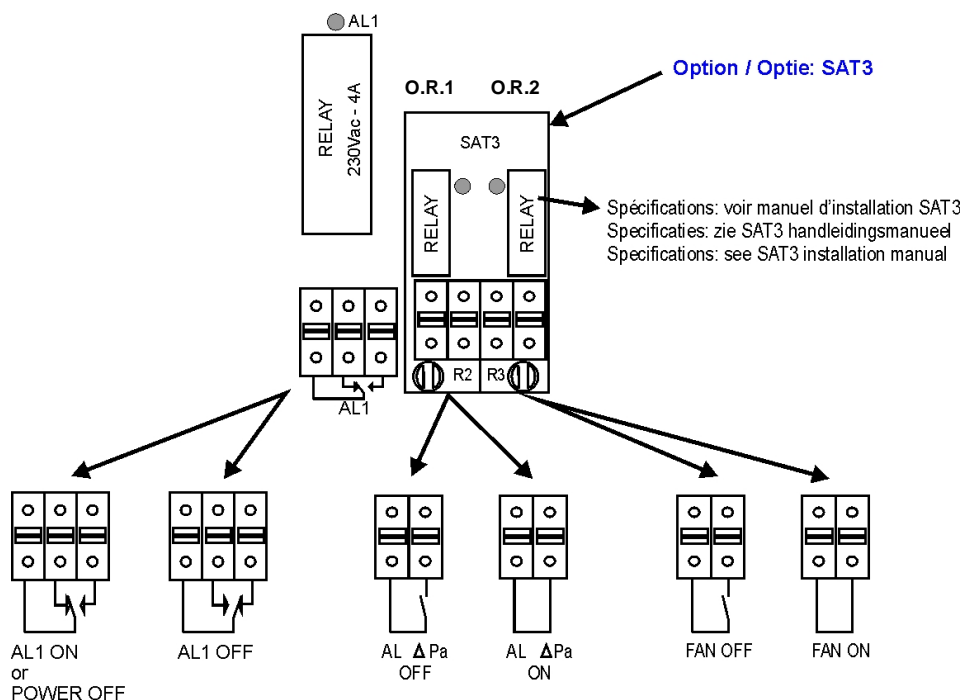 AL1
RELAY
230Vac - 4A
O.R.1 O.R.2
Option / Optie: SAT3
SAT3
RELAY
RELAY
Spécifications: voir manuel d'installation SAT3
Specificaties: zie SAT3 handleidingsmanueel
Specifications: see SAT3 installation manual
R2 R3
AL1
AL1 ON
or
POWER OFF
AL1 OFF
AL Δ Pa
OFF
AL ΔPa
ON
FAN OFF
FAN ON